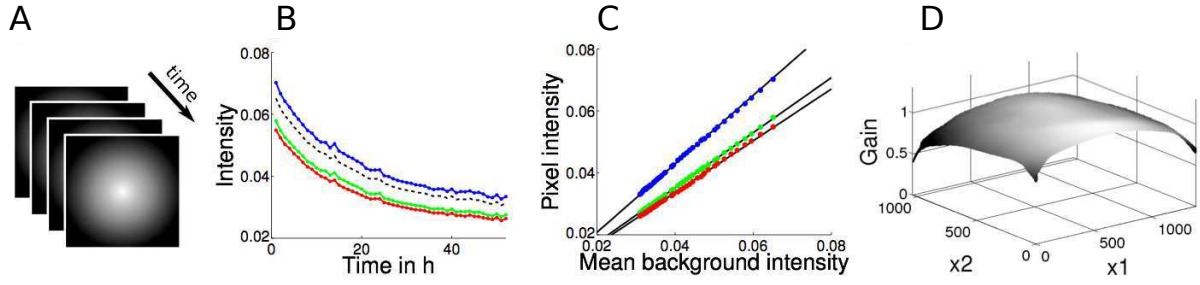 A
B
C
D
time
0.08
0.06
0.04
0.02
Intensity
0
20
40
Time in h
0.08
0.06
0.04
0.02
Pixel intensity
0.02
0.04
0.06
0.08
Mean background intensity
1
0.5
0
Gain
1000
500
0
x2
0
500
1000
x1